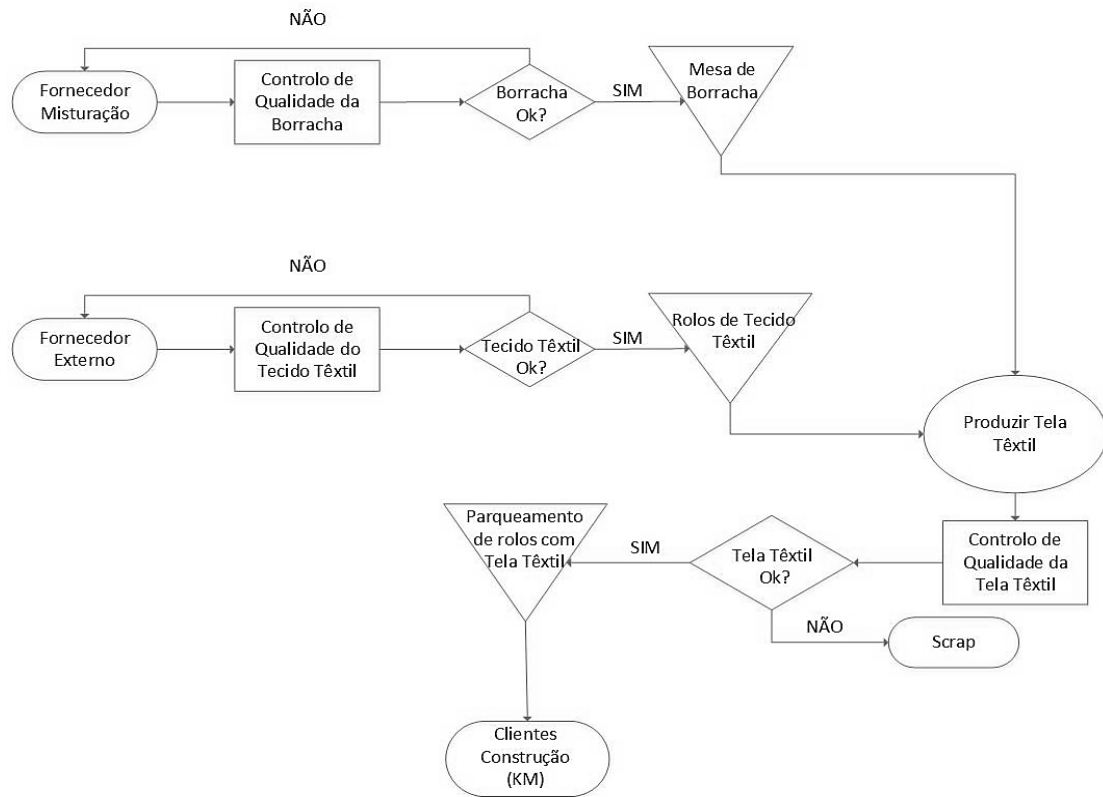 NÃO
Fornecedor
Misturação
Controlo de
Qualidade da
Borracha
Borracha
Ok?
SIM
Mesa de
Borracha
NÃO
Fornecedor
Externo
Controlo de
Qualidade do
Tecido Têxtil
Tecido Têxtil
Ok?
SIM
Rolos de Tecido
Têxtil
Produzir Tela
Têxtil
Controlo de
Qualidade da
Tela Têxtil
Tela Têxtil
Ok?
SIM
Parqueamento
de rolos com
Tela Têxtil
NÃO
Scrap
Clientes
Construção
(KM)